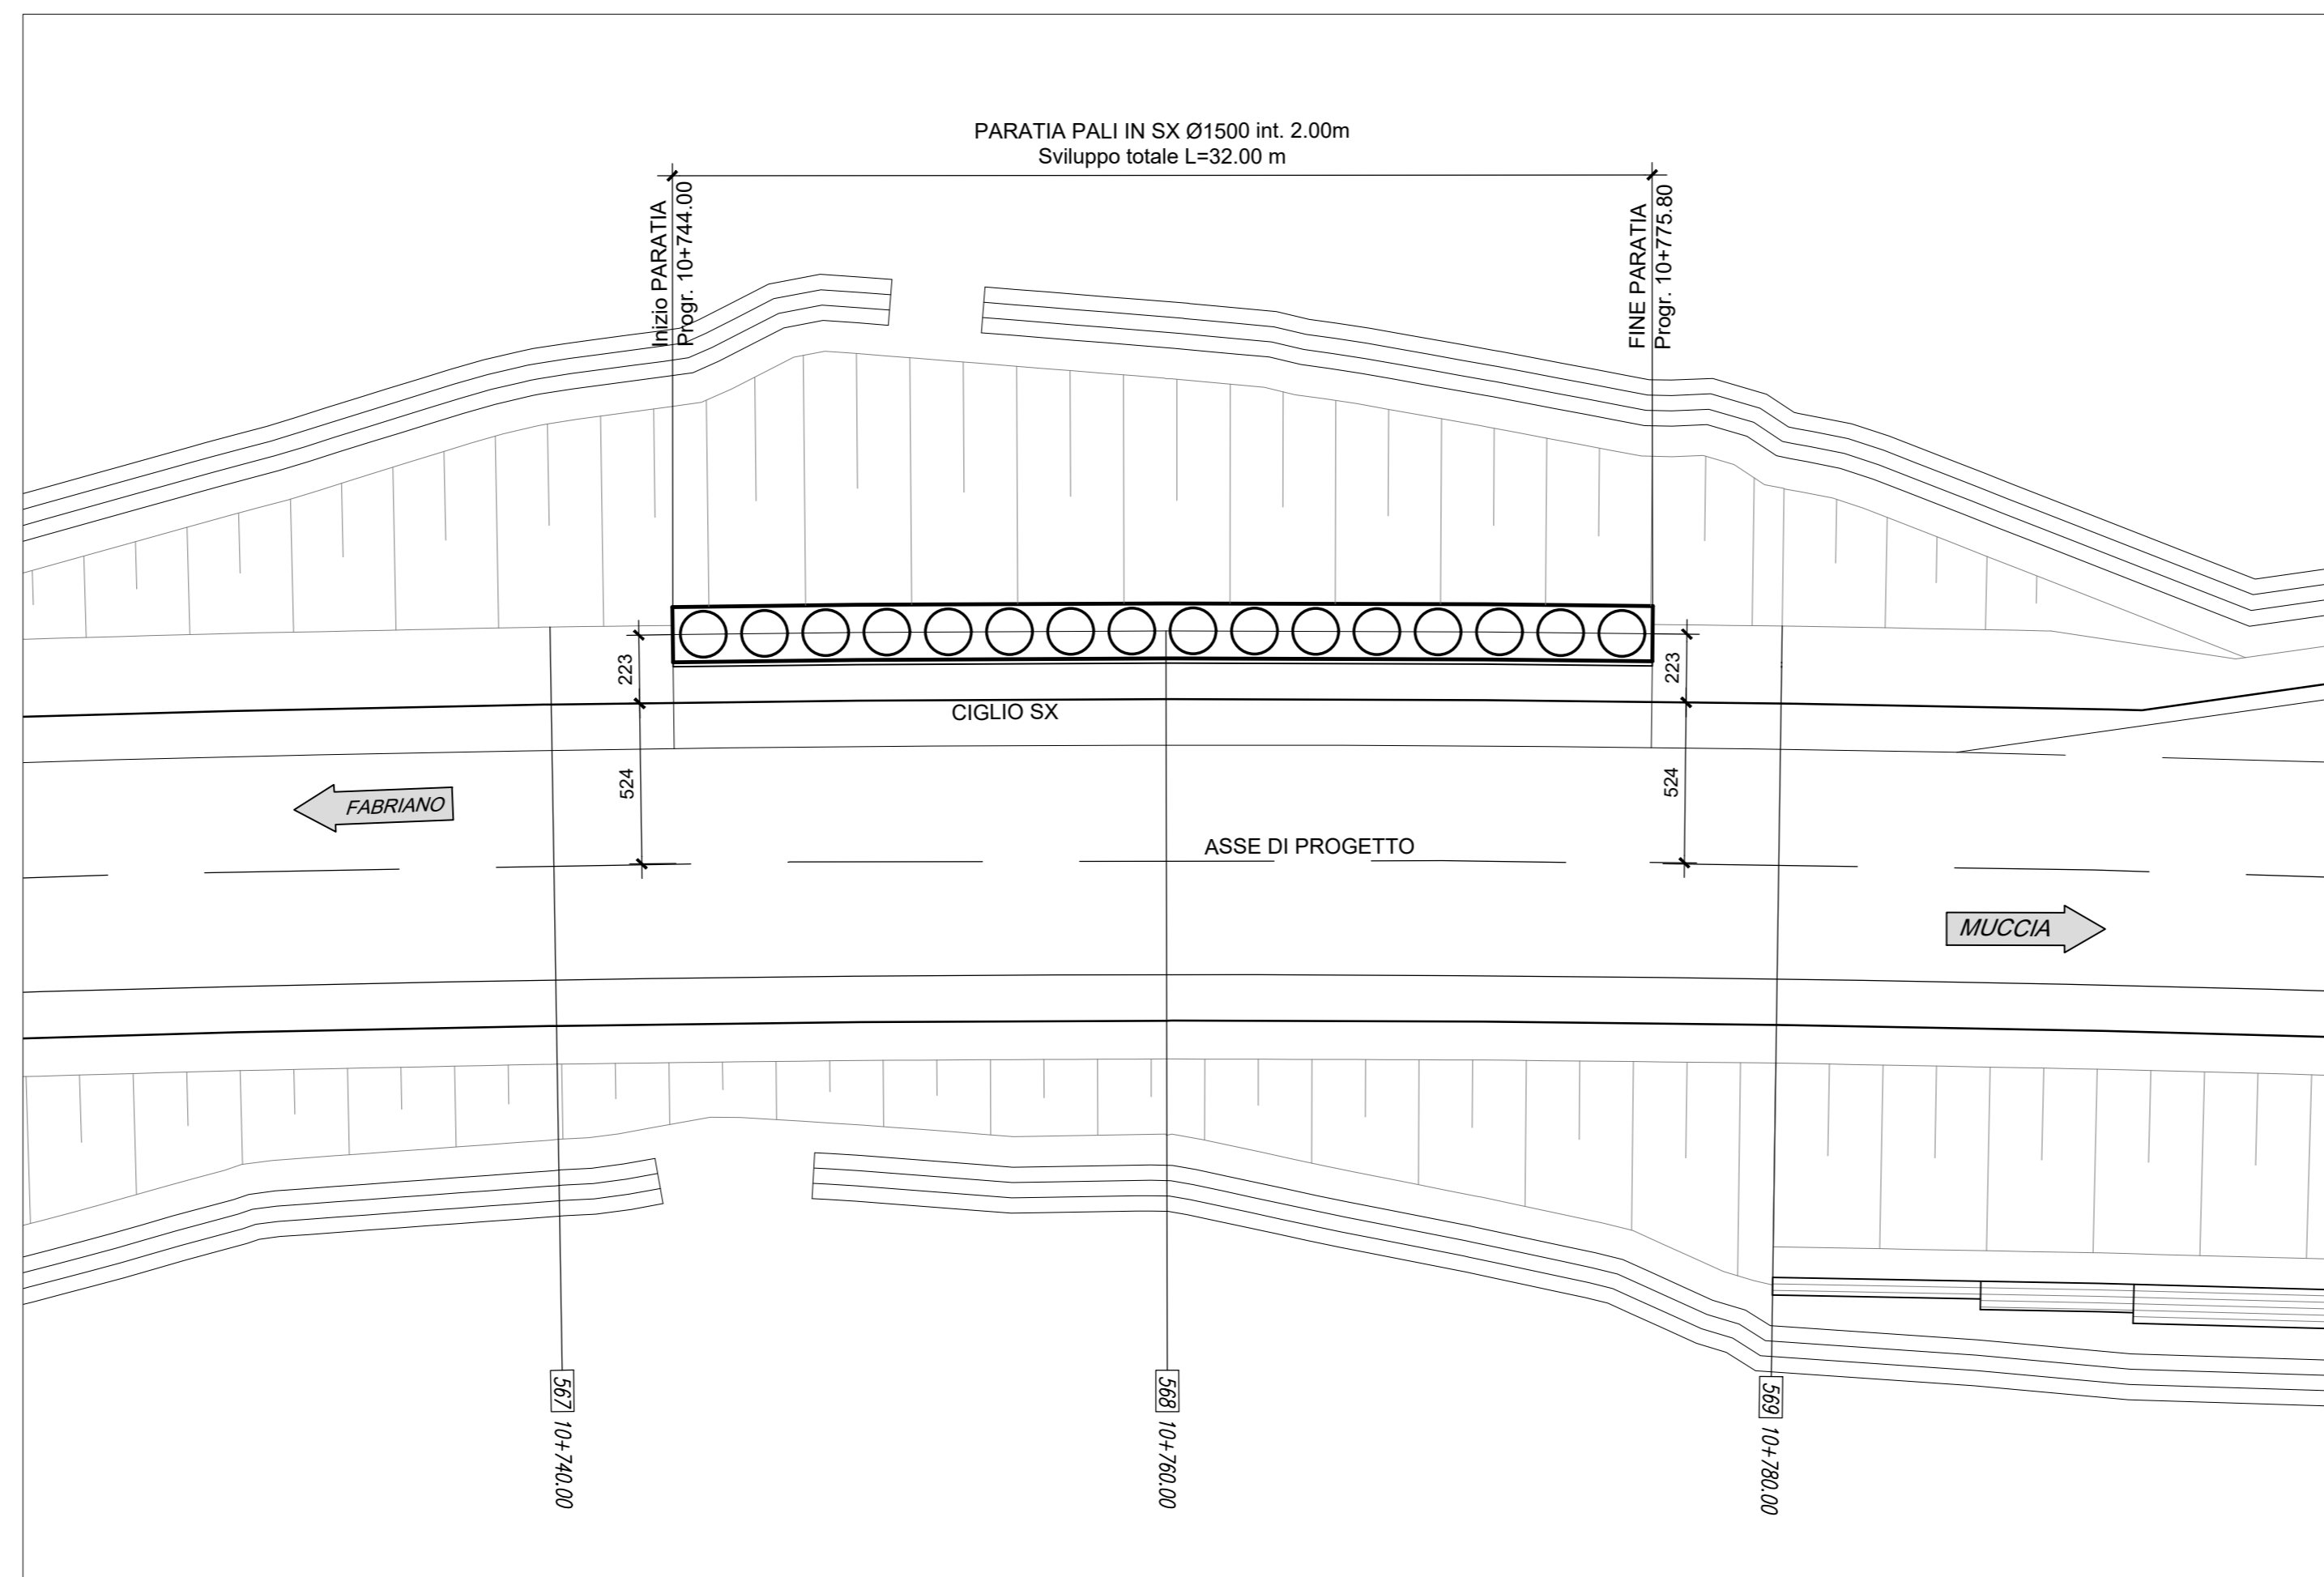 PARATIA PALI IN SX Ø1500 int. 2.00m
Sviluppo totale L=32.00 m
Inizio PARATIA
Progr. 10+744.00
FINE PARATIA
Progr. 10+775.80
223
223
CIGLIO SX
524
524
FABRIANO
ASSE DI PROGETTO
MUCCIA
567 10+740.00
568 10+760.00
569 10+780.00